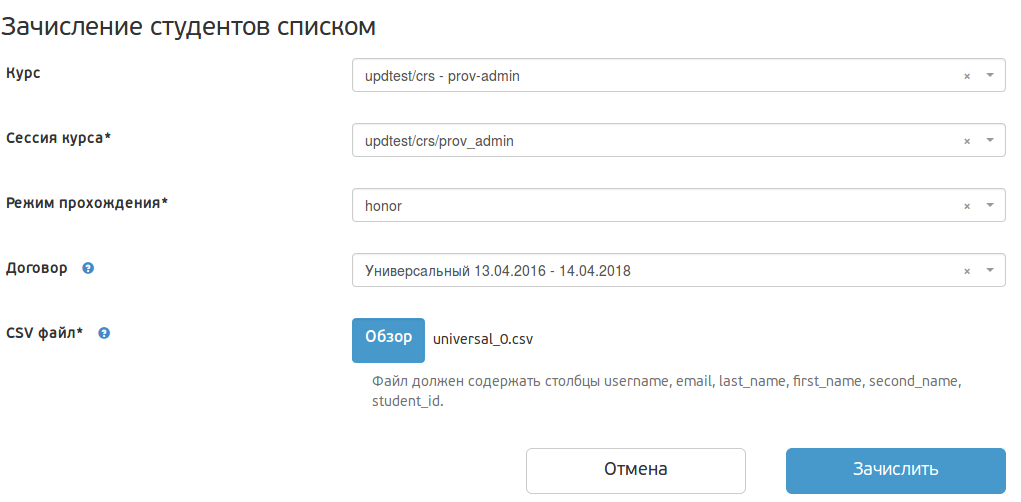 Зачисление студентов списком
Курс
updtest/crs - prov-admin
Сессия курса*
updtest/crs/prov_admin
Режим прохождения*
honor
Договор
Универсальный 13.04.2016 - 14.04.2018
CSV файл*
Обзор universal_0.csv
Файл должен содержать столбцы username, email, last_name, first_name, second_name,
student_id.
Отмена Зачислить